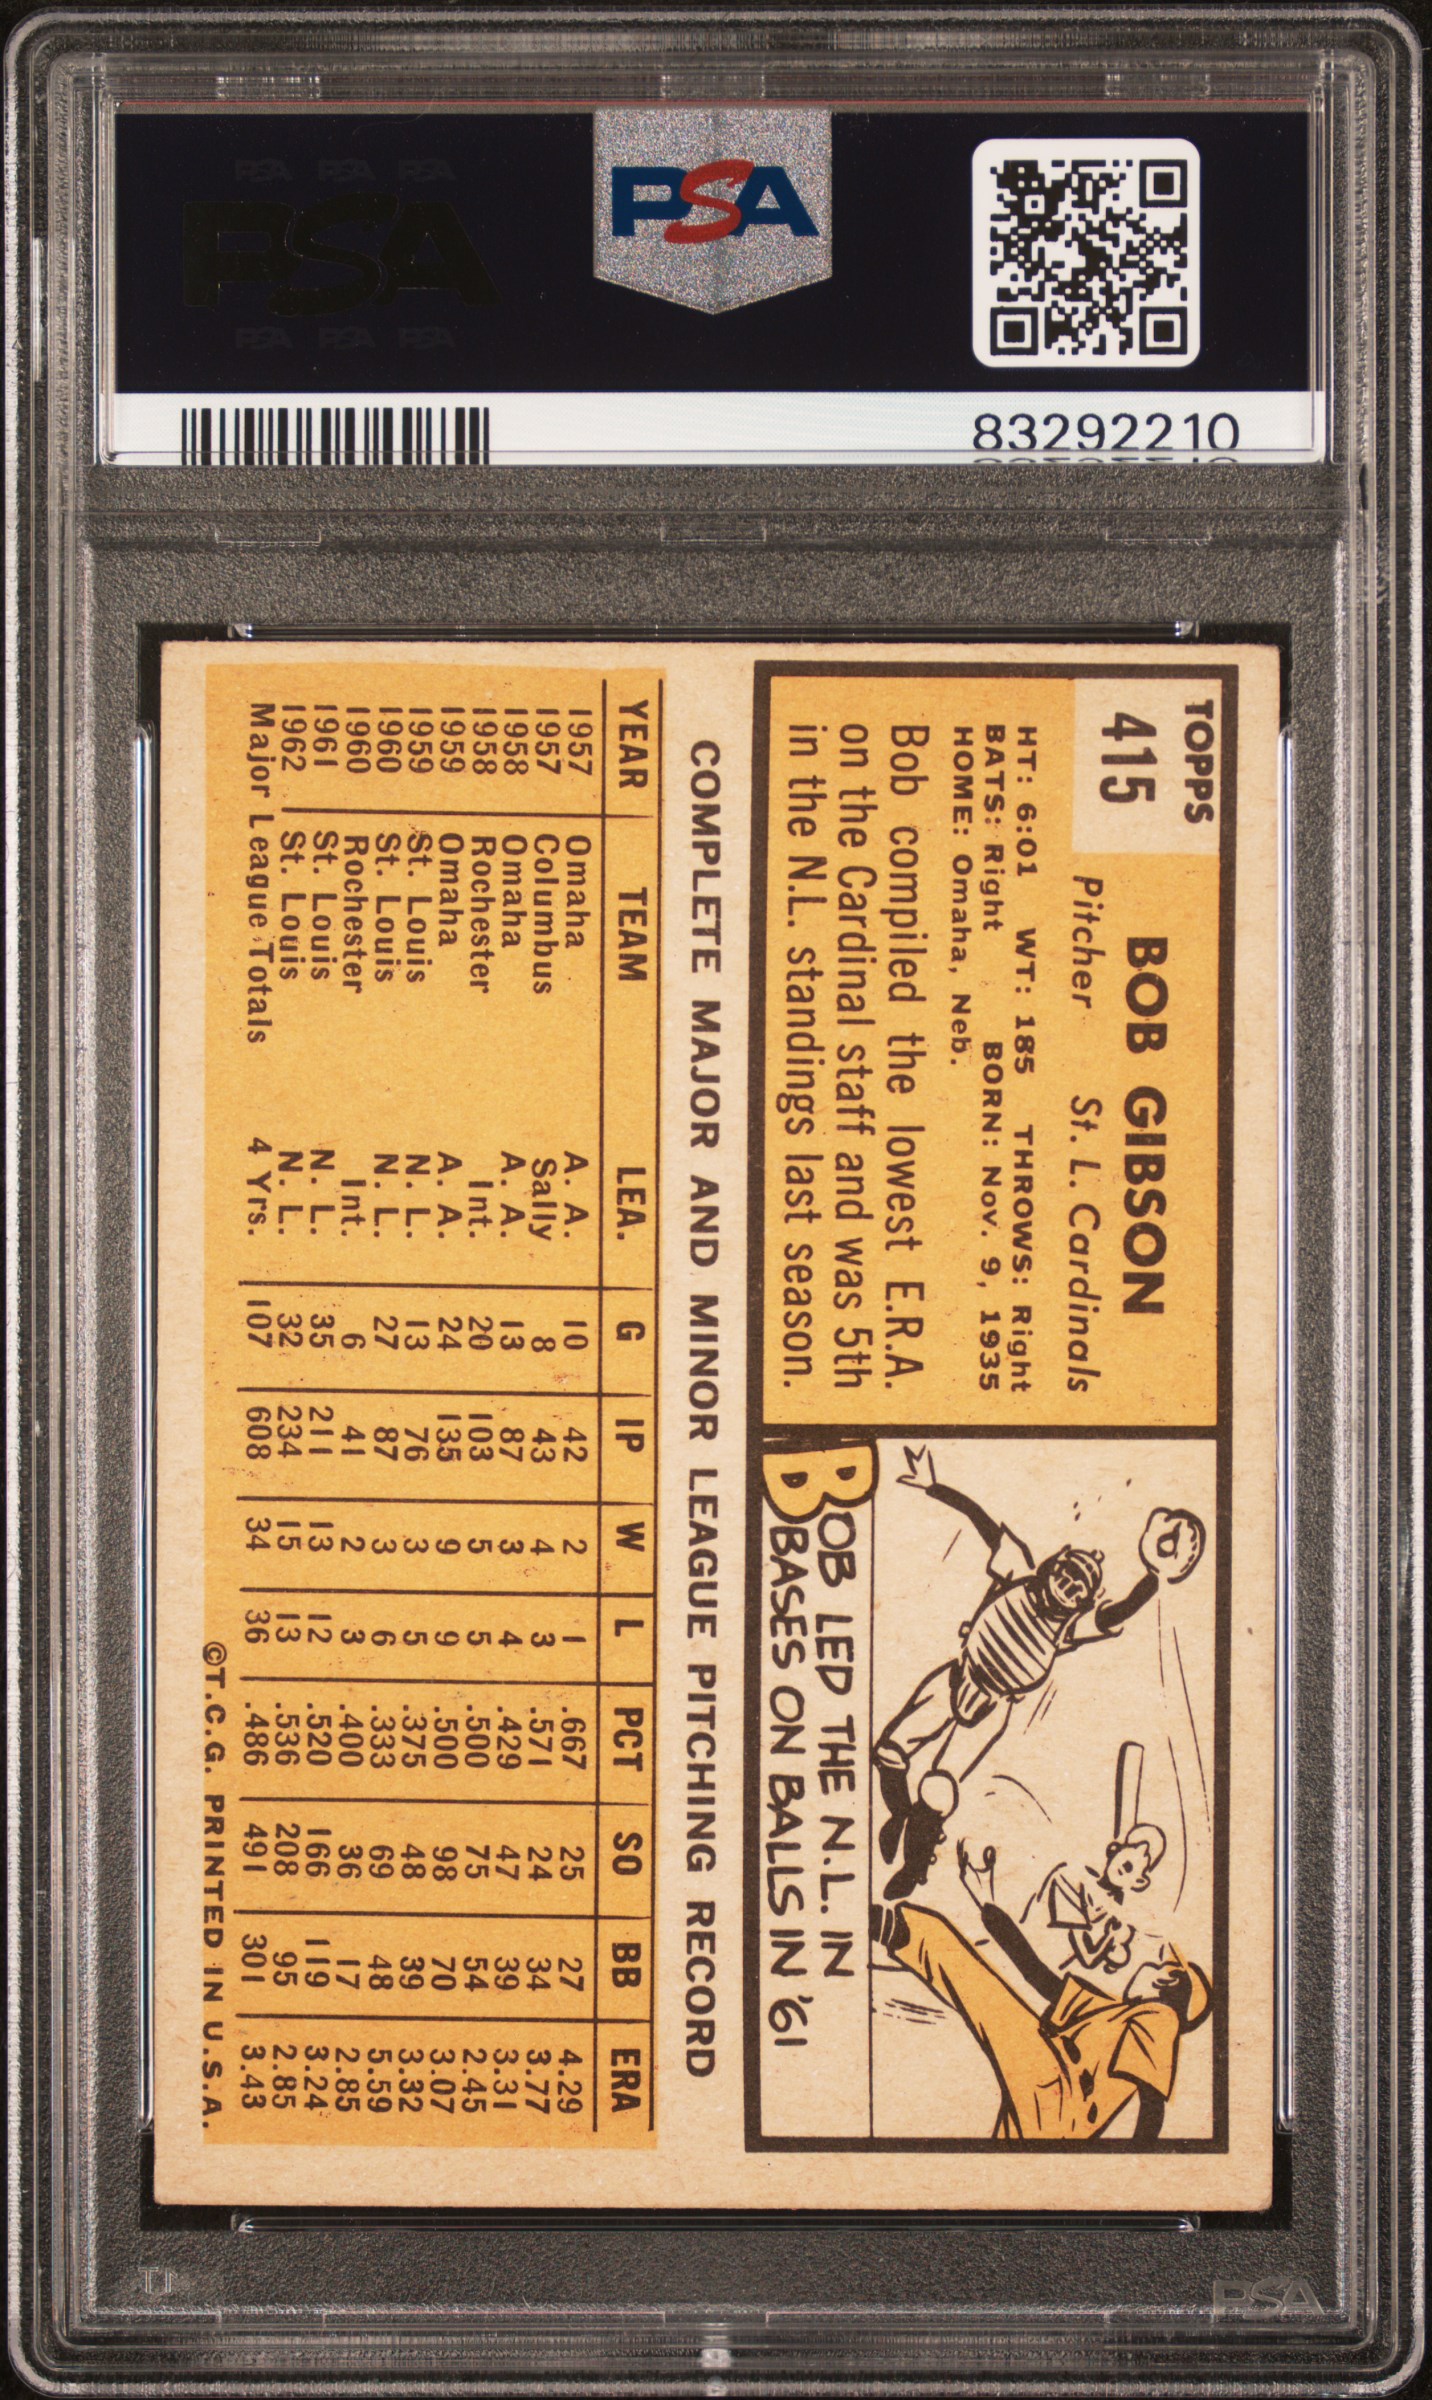 PSA PSA PSA
PSA
PSA PSA PSA
PSA
83292210
TOPPS
415
BOB GIBSON
Pitcher St. L. Cardinals
HT: 6:01 WT: 185 THROWS: Right
BATS: Right BORN: Nov. 9, 1935
HOME: Omaha, Neb.
Bob compiled the lowest E.R.A.
on the Cardinal staff and was 5th
in the N.L. standings last season.
BOB LED THE N.L. IN
BASES ON BALLS IN '61
COMPLETE MAJOR AND MINOR LEAGUE PITCHING RECORD
YEAR TEAM LEA. G IP W L PCT SO BB ERA
1957 Omaha A. A. 10 42 2 1 .667 25 27 4.29
1957 Columbus Sally 8 43 4 3 .571 24 34 3.77
1958 Omaha A. A. 13 87 3 4 .429 47 39 3.31
1958 Rochester Int. 20 103 5 5 .500 75 54 2.45
1959 Omaha A. A. 24 135 9 9 .500 98 70 3.07
1959 St. Louis N. L. 13 76 3 5 .375 48 39 3.32
1960 St. Louis N. L. 27 87 3 6 .333 69 48 5.59
1960 Rochester Int. 6 41 2 3 .400 36 17 2.85
1961 St. Louis N. L. 35 211 13 12 .520 166 119 3.24
1962 St. Louis N. L. 32 234 15 13 .536 208 95 2.85
Major League Totals 4 Yrs. 107 608 34 36 .486 491 301 3.43
©T.C.G. PRINTED IN U.S.A.
PSA